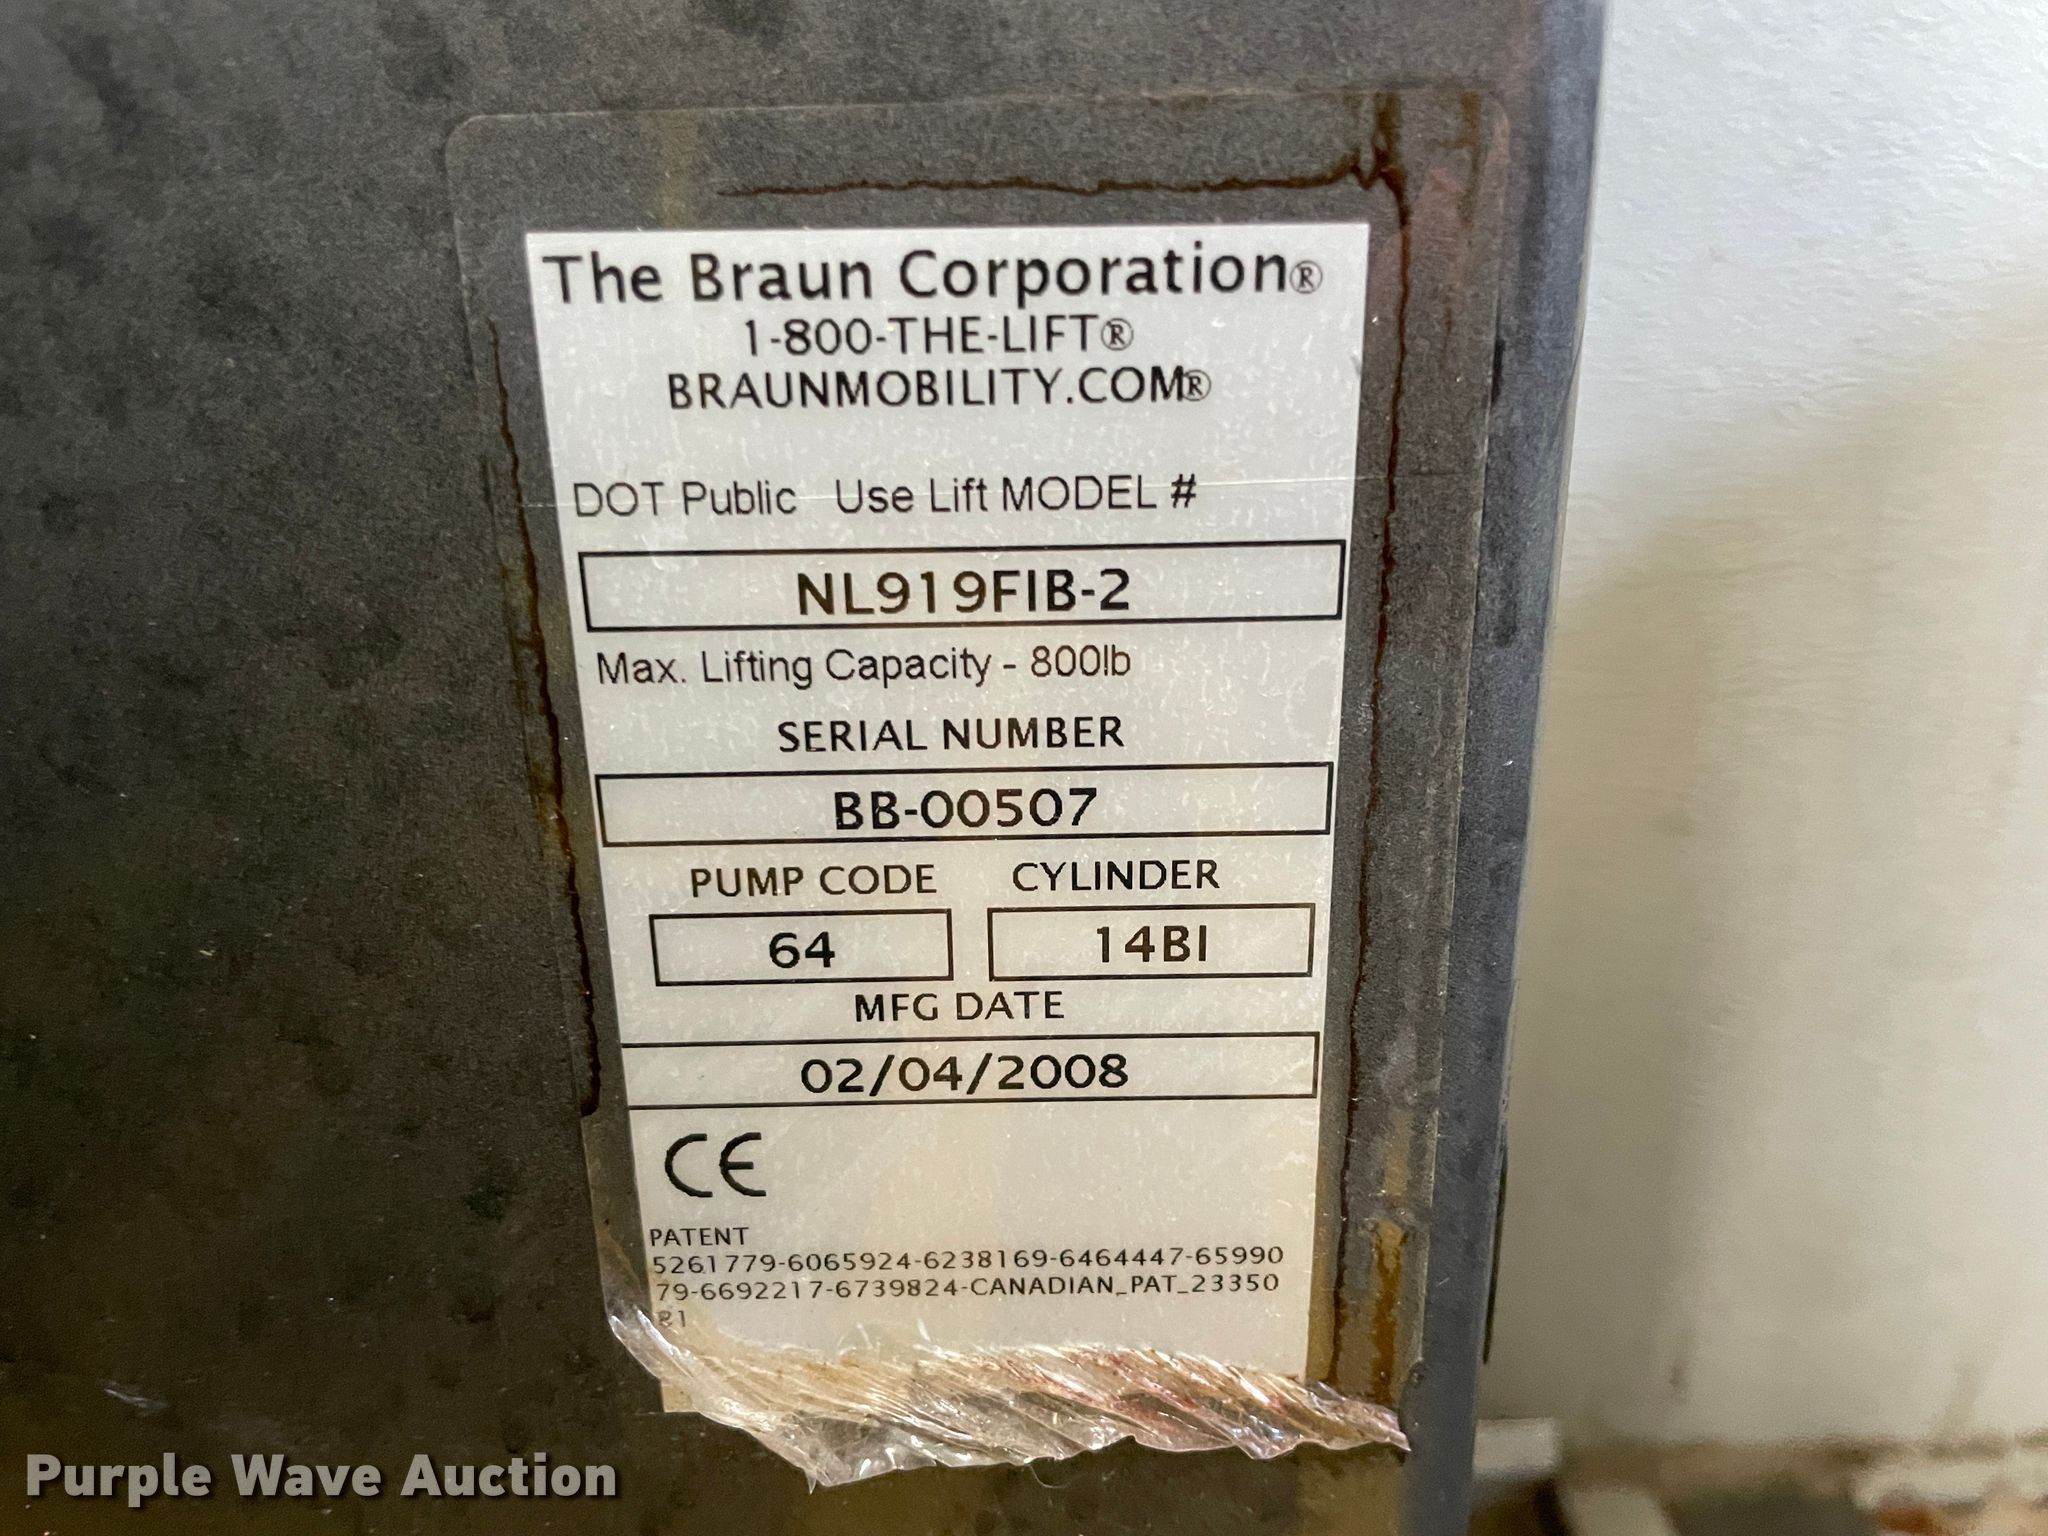 The Braun Corporation®
1-800-THE-LIFT®
BRAUNMOBILITY.COM®
DOT Public Use Lift MODEL #
NL919FIB-2
Max. Lifting Capacity - 800lb
SERIAL NUMBER
BB-00507
PUMP CODE CYLINDER
64 14BI
MFG DATE
02/04/2008
CE
PATENT
5261779-6065924-6238169-6464447-65990
79-6692217-6739824-CANADIAN_PAT_23350
Purple Wave Auction